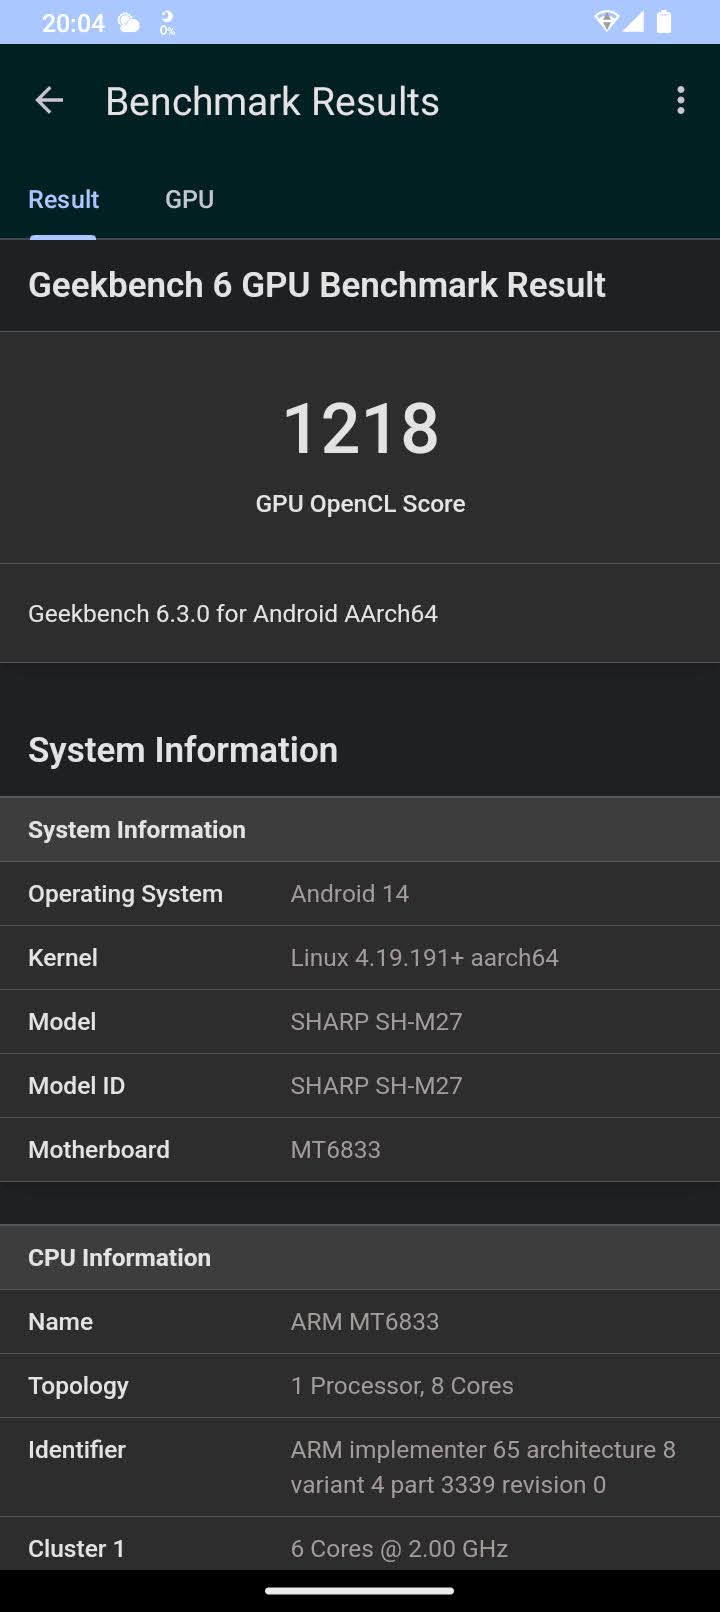 20:04
0%
Benchmark Results
Result GPU
Geekbench 6 GPU Benchmark Result
1218
GPU OpenCL Score
Geekbench 6.3.0 for Android AArch64
System Information
System Information
Operating System Android 14
Kernel Linux 4.19.191+ aarch64
Model SHARP SH-M27
Model ID SHARP SH-M27
Motherboard MT6833
CPU Information
Name ARM MT6833
Topology 1 Processor, 8 Cores
Identifier ARM implementer 65 architecture 8
variant 4 part 3339 revision 0
Cluster 1 6 Cores @ 2.00 GHz